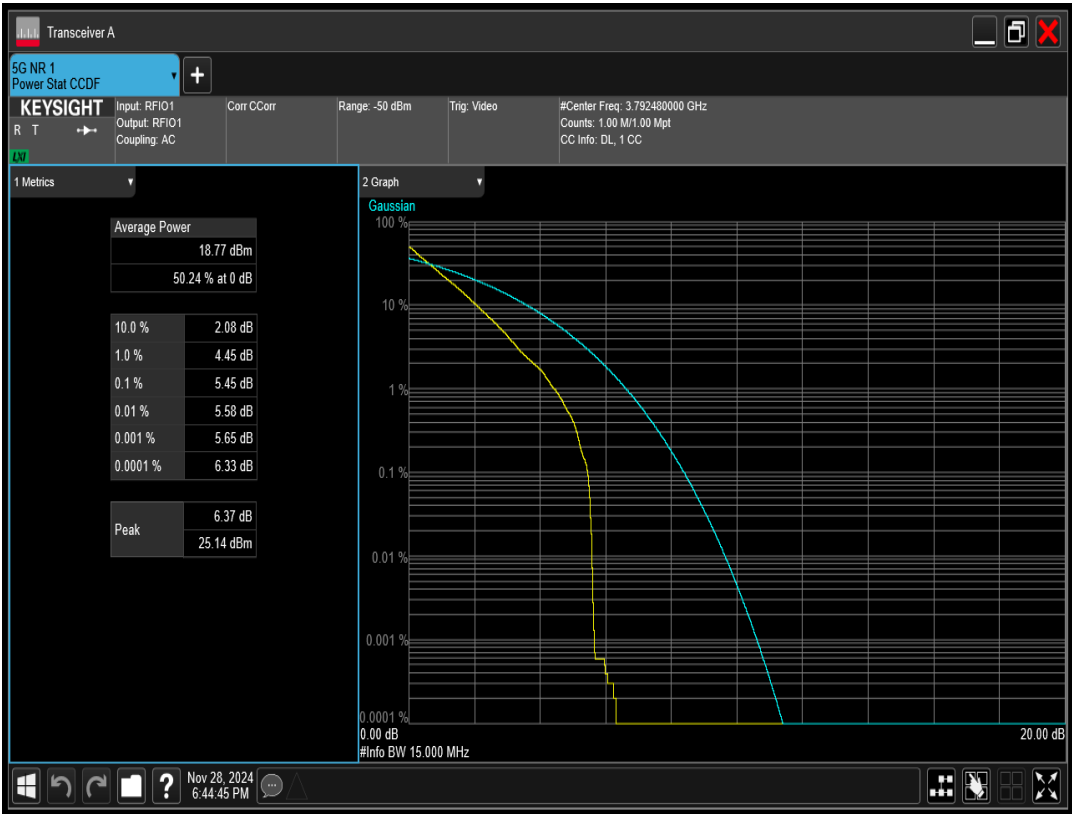 Transceiver A
5G NR 1
Power Stat CCDF
+
KEYSIGHT
R T
LXI
Input: RFIO1
Output: RFIO1
Coupling: AC
Corr CCorr
Range: -50 dBm
Trig: Video
#Center Freq: 3.792480000 GHz
Counts: 1.00 M/1.00 Mpt
CC Info: DL, 1 CC
1 Metrics
Average Power
18.77 dBm
50.24 % at 0 dB
10.0 % 2.08 dB
1.0 % 4.45 dB
0.1 % 5.45 dB
0.01 % 5.58 dB
0.001 % 5.65 dB
0.0001 % 6.33 dB
Peak
6.37 dB
25.14 dBm
2 Graph
Gaussian
100 %
10 %
1 %
0.1 %
0.01 %
0.001 %
0.0001 %
0.00 dB 20.00 dB
#Info BW 15.000 MHz
?
Nov 28, 2024
6:44:45 PM